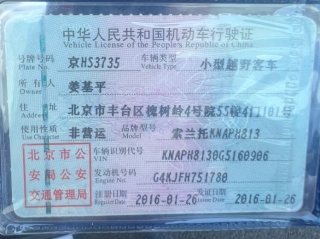 中华人民共和国机动车行驶证
Vehicle License of the People's Republic of China
号牌号码 京HS3735 车辆类型 小型越野客车
Plate No. Vehicle Type
所有人 姜基平
Owner
住址 北京市丰台区槐树岭4号院55楼4门101号
Address
使用性质 非营运 品牌型号 索兰托KNAPH813
Use Character Model
北京市公 车辆识别代号 KNAPH8130G5160906
VIN
安局公安 发动机号码 G4KJFH751780
Engine No.
交通管理局 注册日期 2016-01-26 发证日期 2016-01-26
Register Date Issue Date